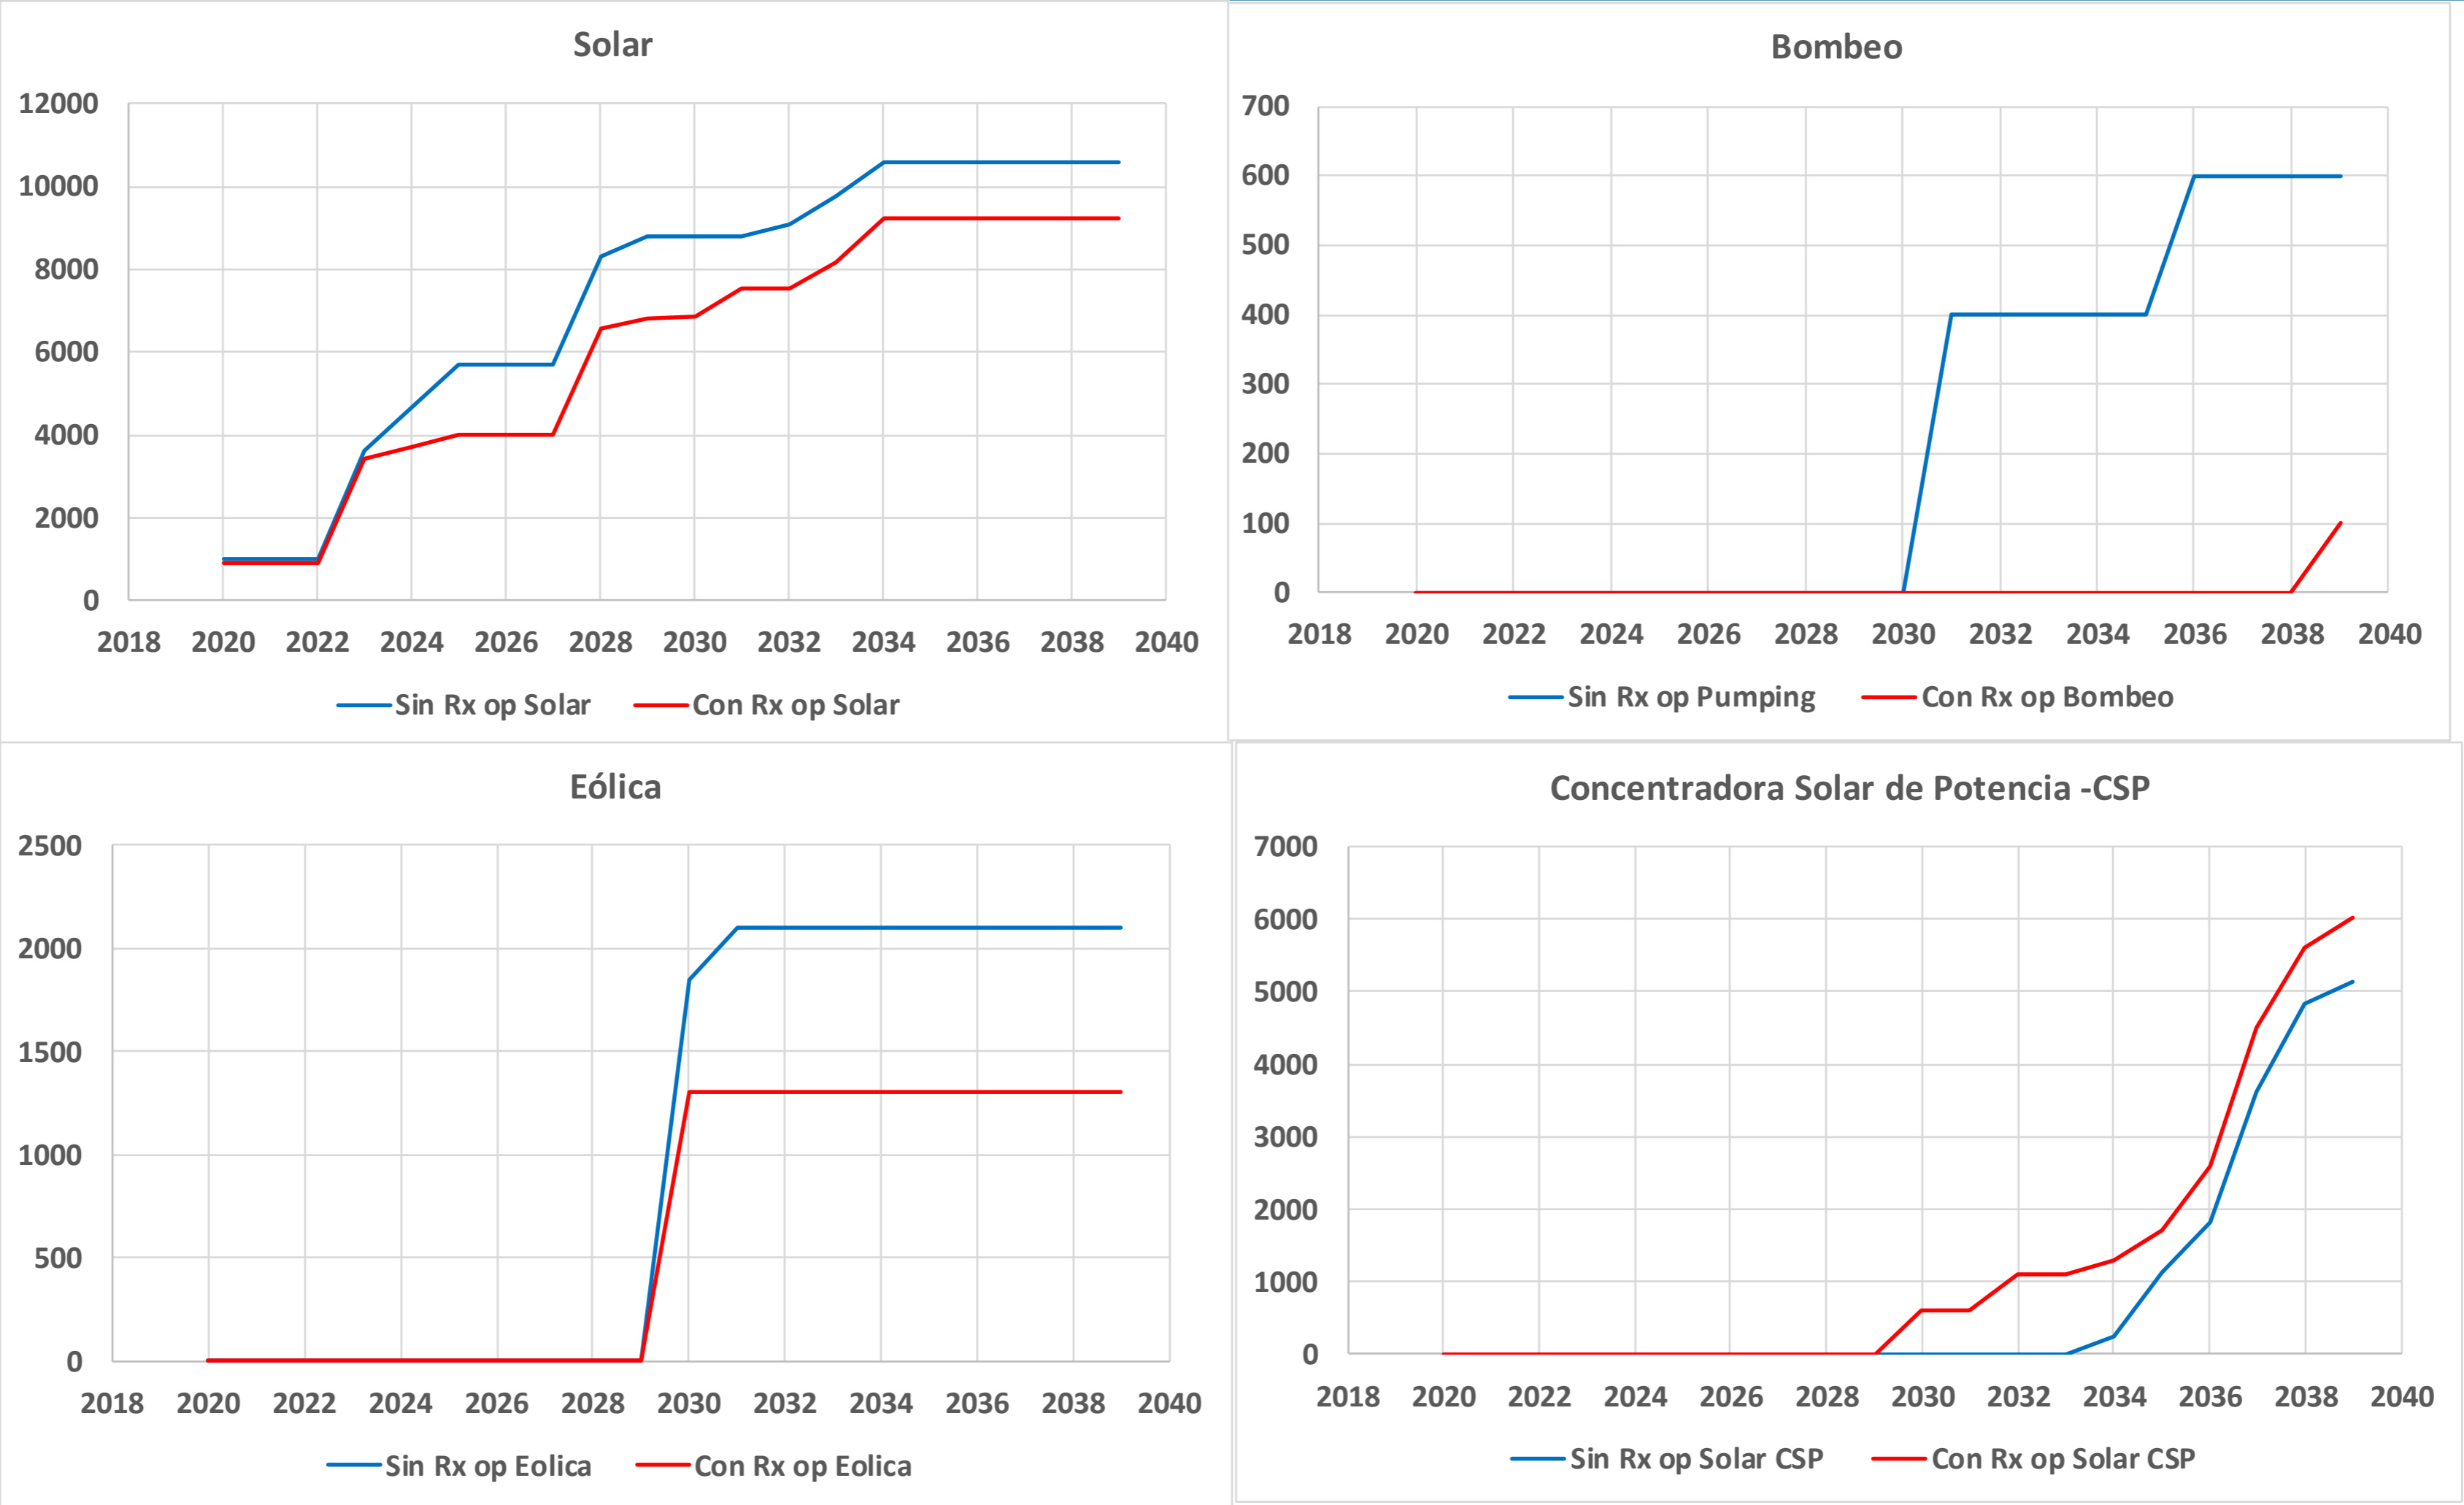 Solar
12000
10000
8000
6000
4000
2000
0
2018 2020 2022 2024 2026 2028 2030 2032 2034 2036 2038 2040
Sin Rx op Solar Con Rx op Solar
Bombeo
700
600
500
400
300
200
100
0
2018 2020 2022 2024 2026 2028 2030 2032 2034 2036 2038 2040
Sin Rx op Pumping Con Rx op Bombeo
Eólica
2500
2000
1500
1000
500
0
2018 2020 2022 2024 2026 2028 2030 2032 2034 2036 2038 2040
Sin Rx op Eolica Con Rx op Eolica
Concentradora Solar de Potencia -CSP
7000
6000
5000
4000
3000
2000
1000
0
2018 2020 2022 2024 2026 2028 2030 2032 2034 2036 2038 2040
Sin Rx op Solar CSP Con Rx op Solar CSP